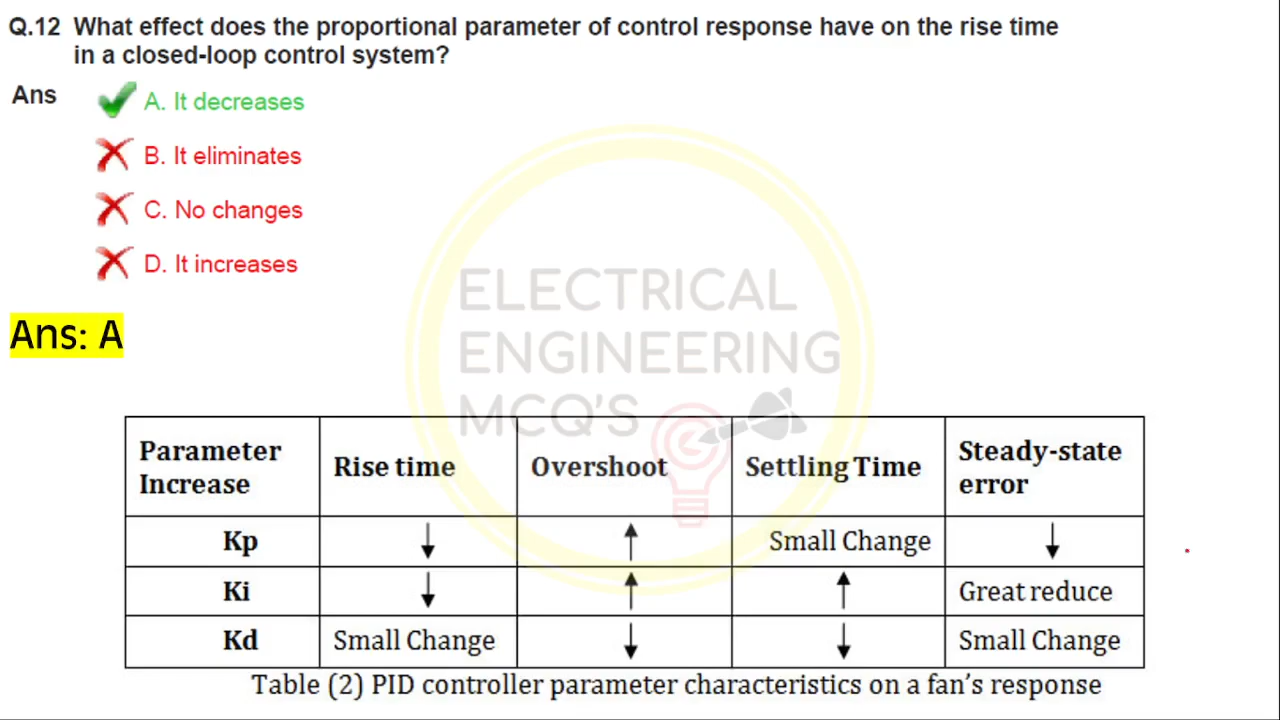 Q.12 What effect does the proportional parameter of control response have on the rise time
in a closed-loop control system?
Ans
A. It decreases
B. It eliminates
C. No changes
D. It increases
Ans: A
ELECTRICAL
ENGINEERING
MCQ'S
Parameter Increase Rise time Overshoot Settling Time Steady-state error
Kp ↓ ↑ Small Change ↓
Ki ↓ ↑ ↑ Great reduce
Kd Small Change ↓ ↓ Small Change
Table (2) PID controller parameter characteristics on a fan's response